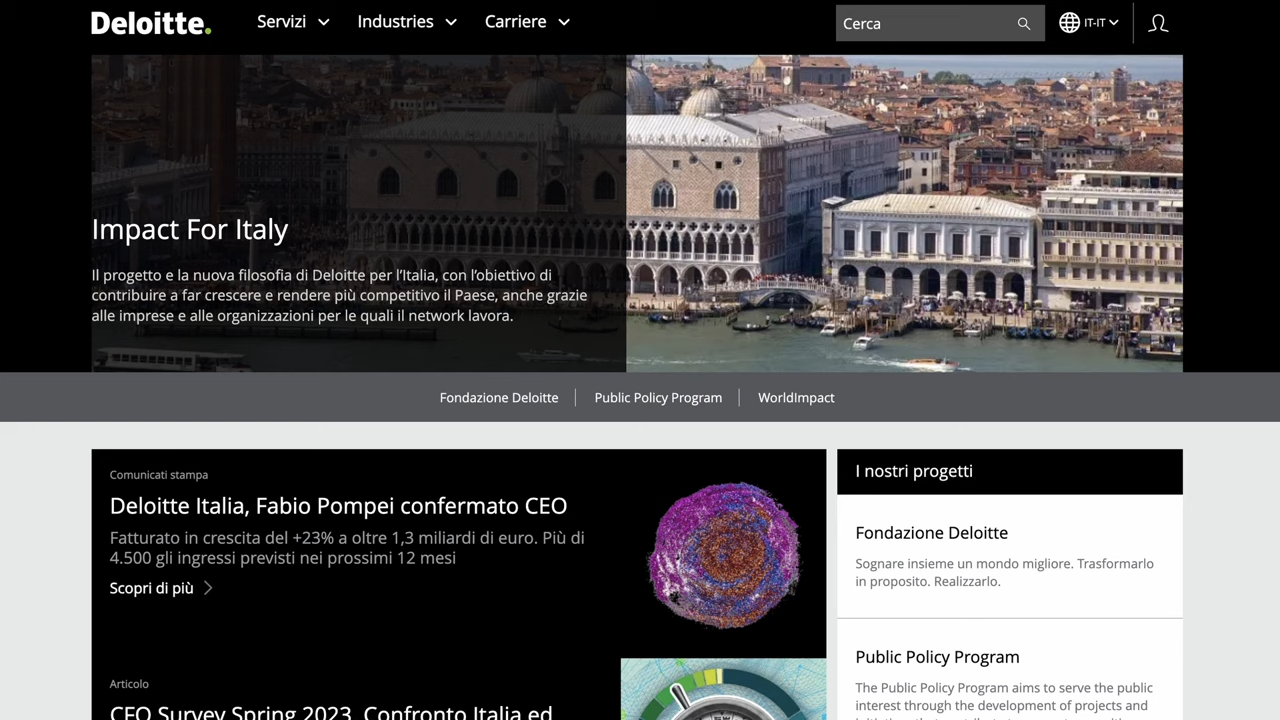 Deloitte.
Servizi
Industries
Carriere
Cerca
IT-IT
Impact For Italy
Il progetto e la nuova filosofia di Deloitte per l'Italia, con l'obiettivo di
contribuire a far crescere e rendere più competitivo il Paese, anche grazie
alle imprese e alle organizzazioni per le quali il network lavora.
Fondazione Deloitte
Public Policy Program
WorldImpact
Comunicati stampa
Deloitte Italia, Fabio Pompei confermato CEO
Fatturato in crescita del +23% a oltre 1,3 miliardi di euro. Più di
4.500 gli ingressi previsti nei prossimi 12 mesi
Scopri di più
Articolo
CFO Survey Spring 2023. Confronto Italia ed
I nostri progetti
Fondazione Deloitte
Sognare insieme un mondo migliore. Trasformarlo
in proposito. Realizzarlo.
Public Policy Program
The Public Policy Program aims to serve the public
interest through the development of projects and